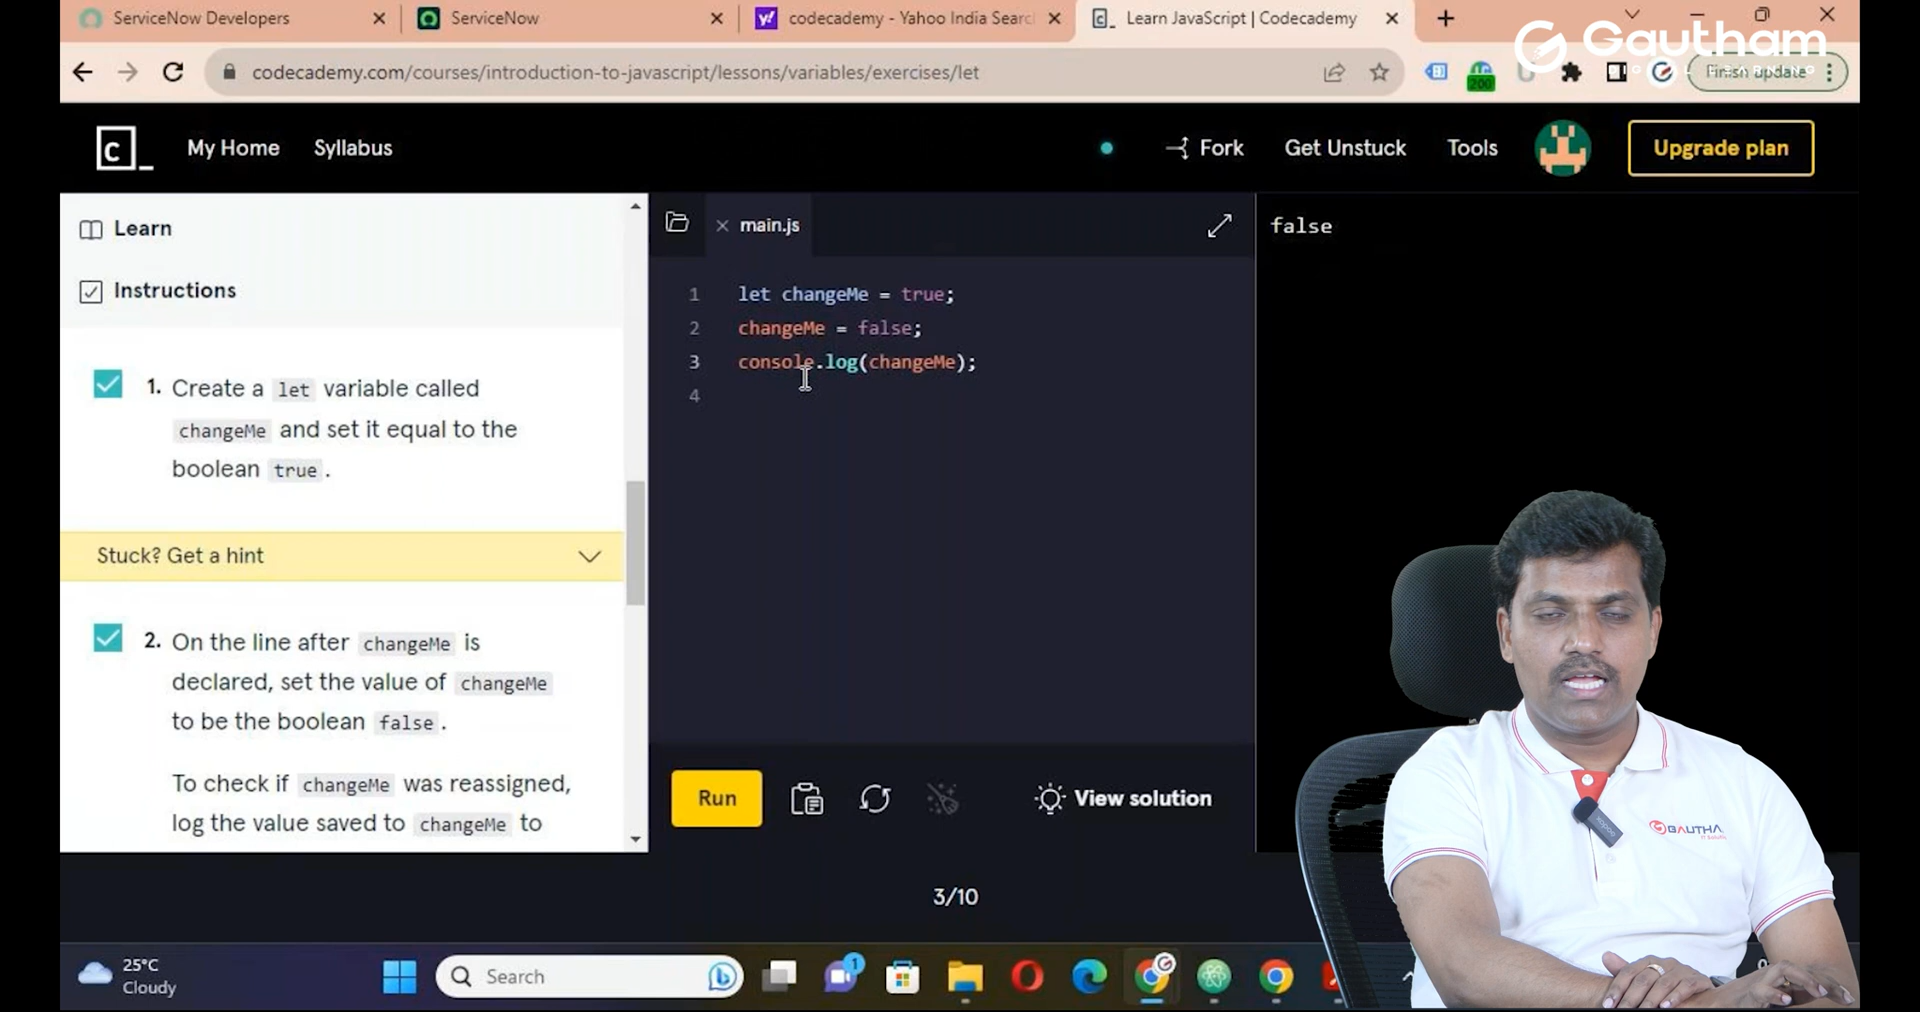 ServiceNow Developers
ServiceNow
codecademy - Yahoo India Searc
Learn JavaScript | Codecademy
Gautham
codecademy.com/courses/introduction-to-javascript/lessons/variables/exercises/let
200
Finish update
My Home
Syllabus
Fork
Get Unstuck
Tools
Upgrade plan
Learn
Instructions
1. Create a let variable called
changeMe and set it equal to the
boolean true.
Stuck? Get a hint
2. On the line after changeMe is
declared, set the value of changeMe
to be the boolean false.
To check if changeMe was reassigned,
log the value saved to changeMe to
main.js
1 let changeMe = true;
2 changeMe = false;
3 console.log(changeMe);
4
Run
View solution
false
GAUTHA
3/10
25°C
Cloudy
Search
1